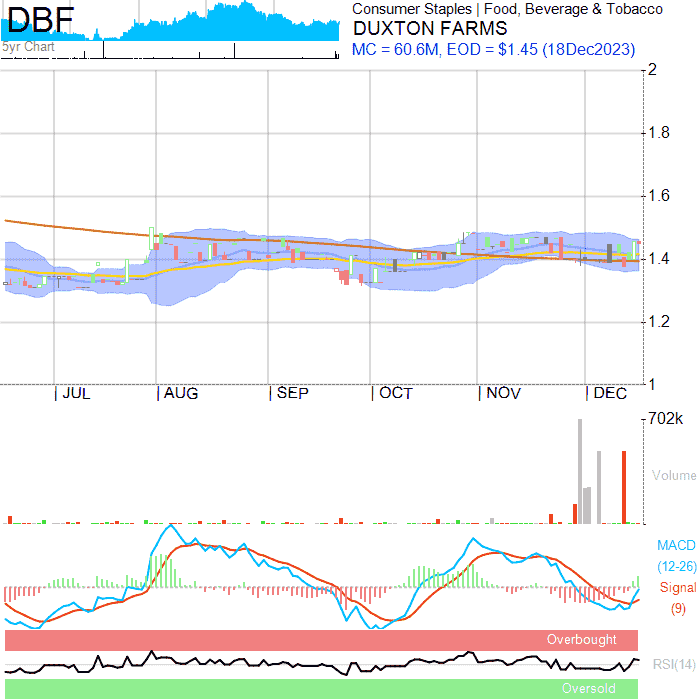 DBF
5yr Chart
Consumer Staples | Food, Beverage & Tobacco
DUXTON FARMS
MC = 60.6M, EOD = $1.45 (18Dec2023)
2
1.8
1.6
1.4
1.2
1
| JUL | AUG | SEP | OCT | NOV | DEC
702k
Volume
MACD
(12-26)
Signal
(9)
Overbought
RSI(14)
Oversold